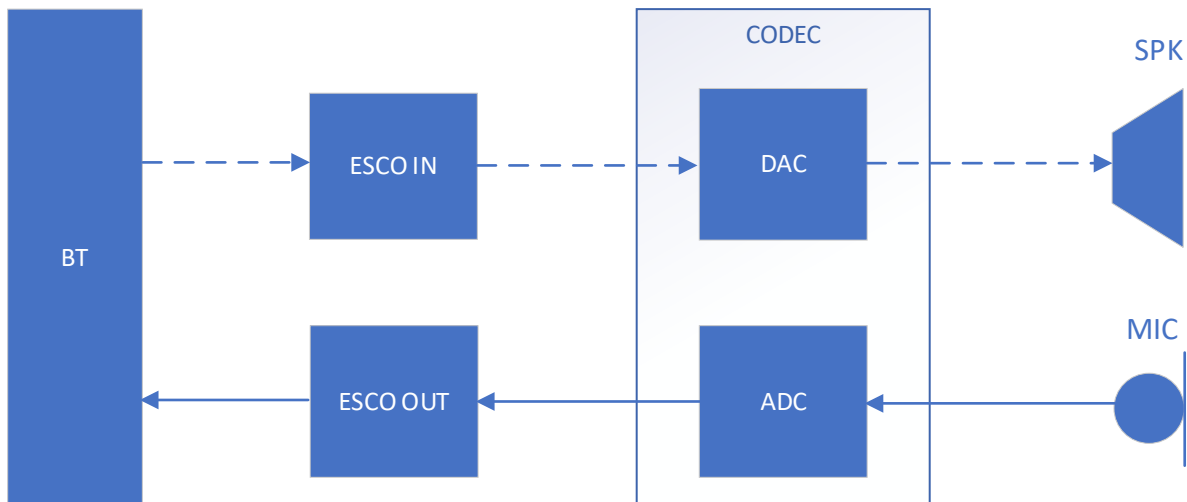 CODEC
SPK
ESCO IN
DAC
BT
MIC
ESCO OUT
ADC